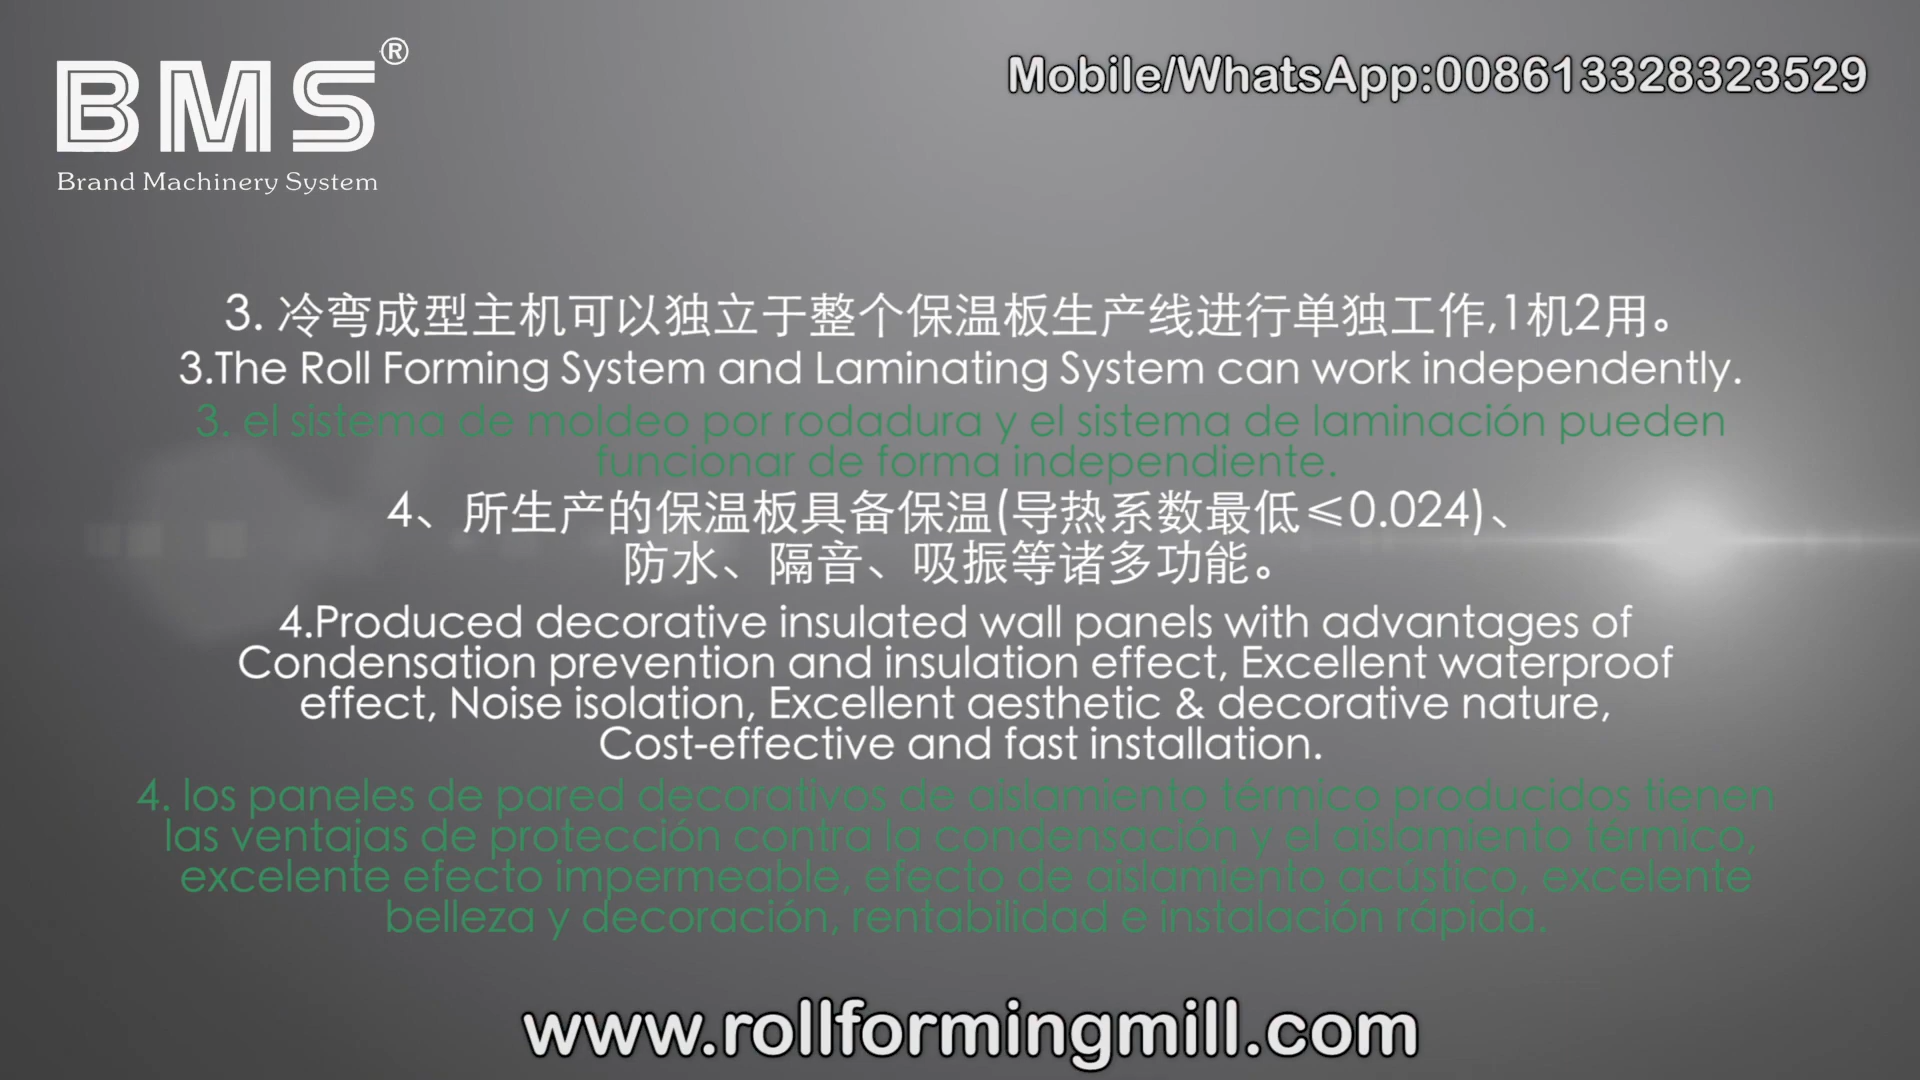 BMS®
Brand Machinery System
Mobile/WhatsApp:008613328323529
3. 冷弯成型主机可以独立于整个保温板生产线进行单独工作,1机2用。
3.The Roll Forming System and Laminating System can work independently.
3. el sistema de moldeo por rodadura y el sistema de laminación pueden
funcionar de forma independiente.
4、所生产的保温板具备保温(导热系数最低≤0.024)、
防水、隔音、吸振等诸多功能。
4.Produced decorative insulated wall panels with advantages of
Condensation prevention and insulation effect, Excellent waterproof
effect, Noise isolation, Excellent aesthetic & decorative nature,
Cost-effective and fast installation.
4. los paneles de pared decorativos de aislamiento térmico producidos tienen
las ventajas de protección contra la condensación y el aislamiento térmico,
excelente efecto impermeable, efecto de aislamiento acústico, excelente
belleza y decoración, rentabilidad e instalación rápida.
www.rollformingmill.com